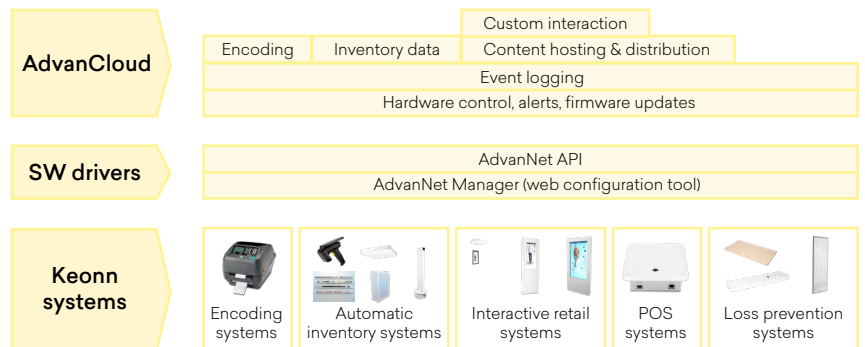 Custom interaction
AdvanCloud
Encoding
Inventory data
Content hosting & distribution
Event logging
Hardware control, alerts, firmware updates
SW drivers
AdvanNet API
AdvanNet Manager (web configuration tool)
Keonn
systems
Encoding
systems
Automatic
inventory systems
Interactive retail
systems
POS
systems
Loss prevention
systems